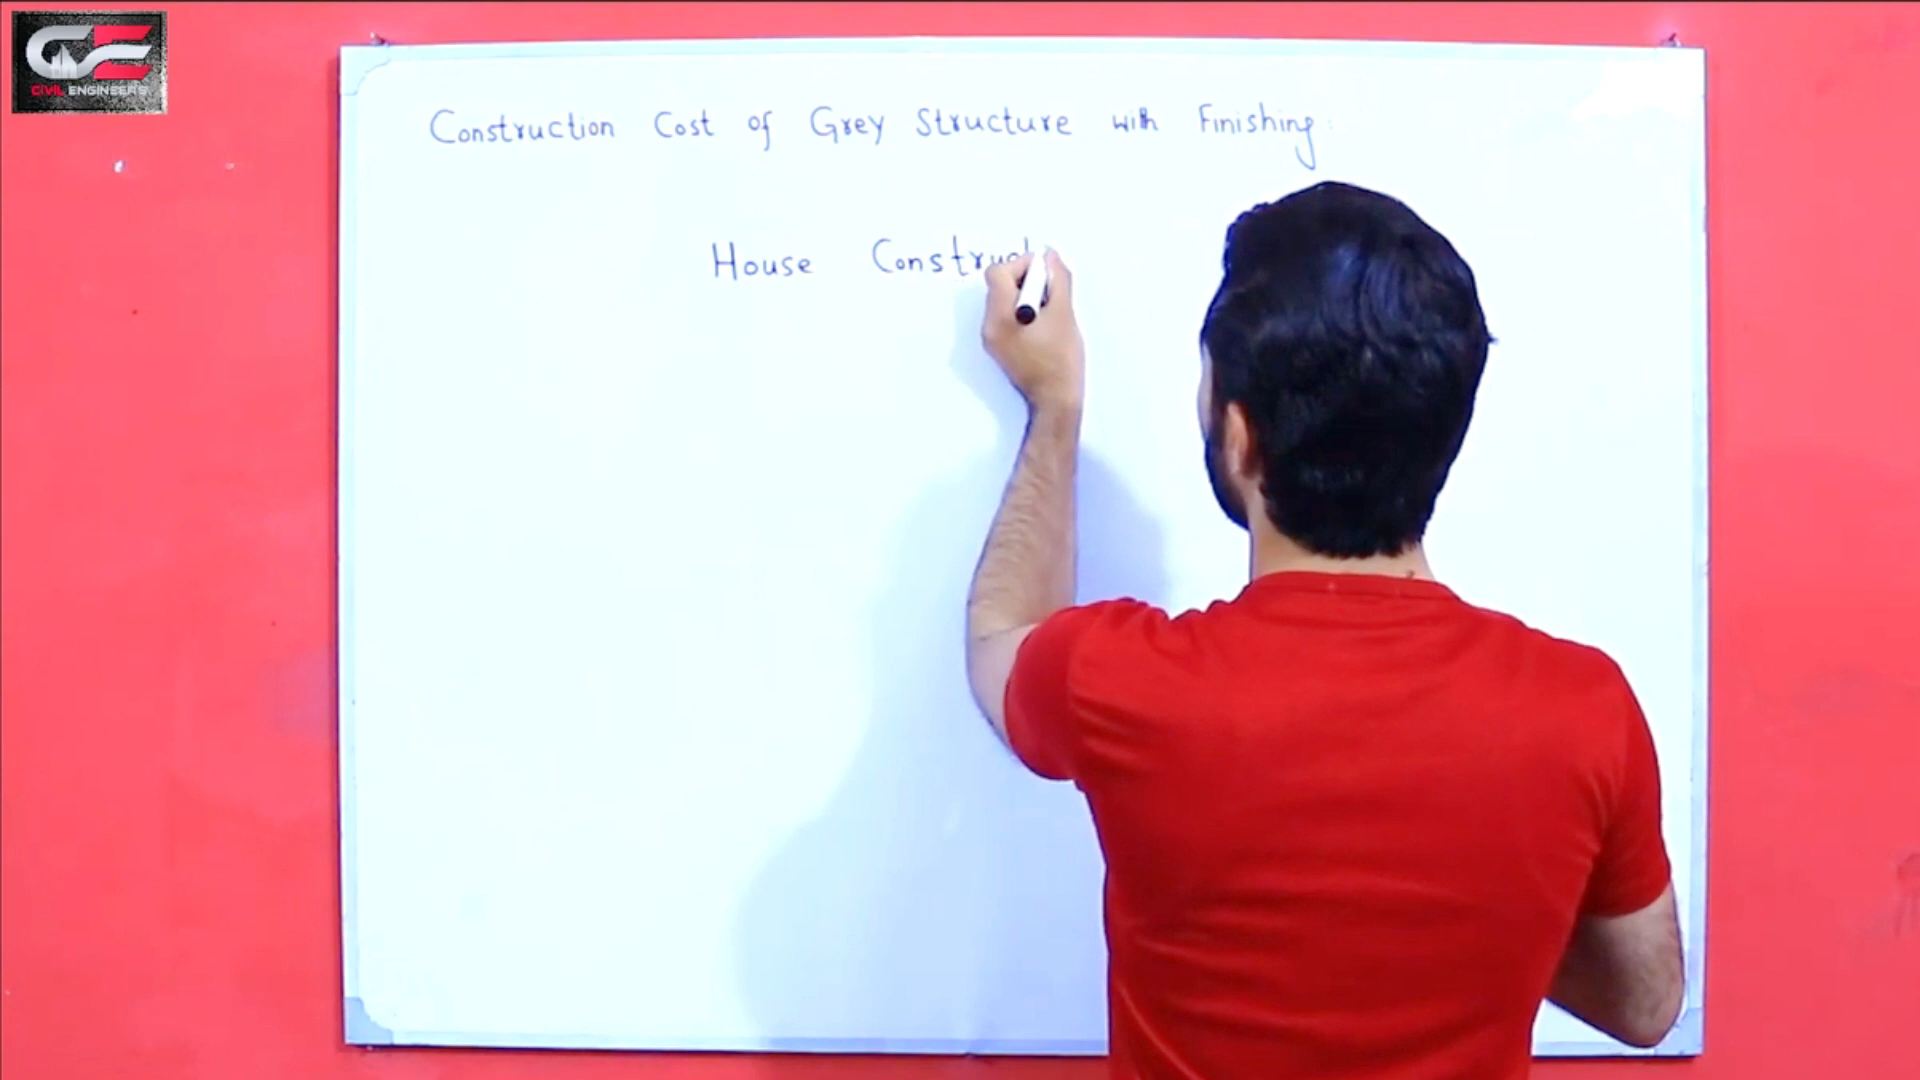 CIVIL ENGINEERS
Construction Cost of Grey Structure with Finishing:
House Construct